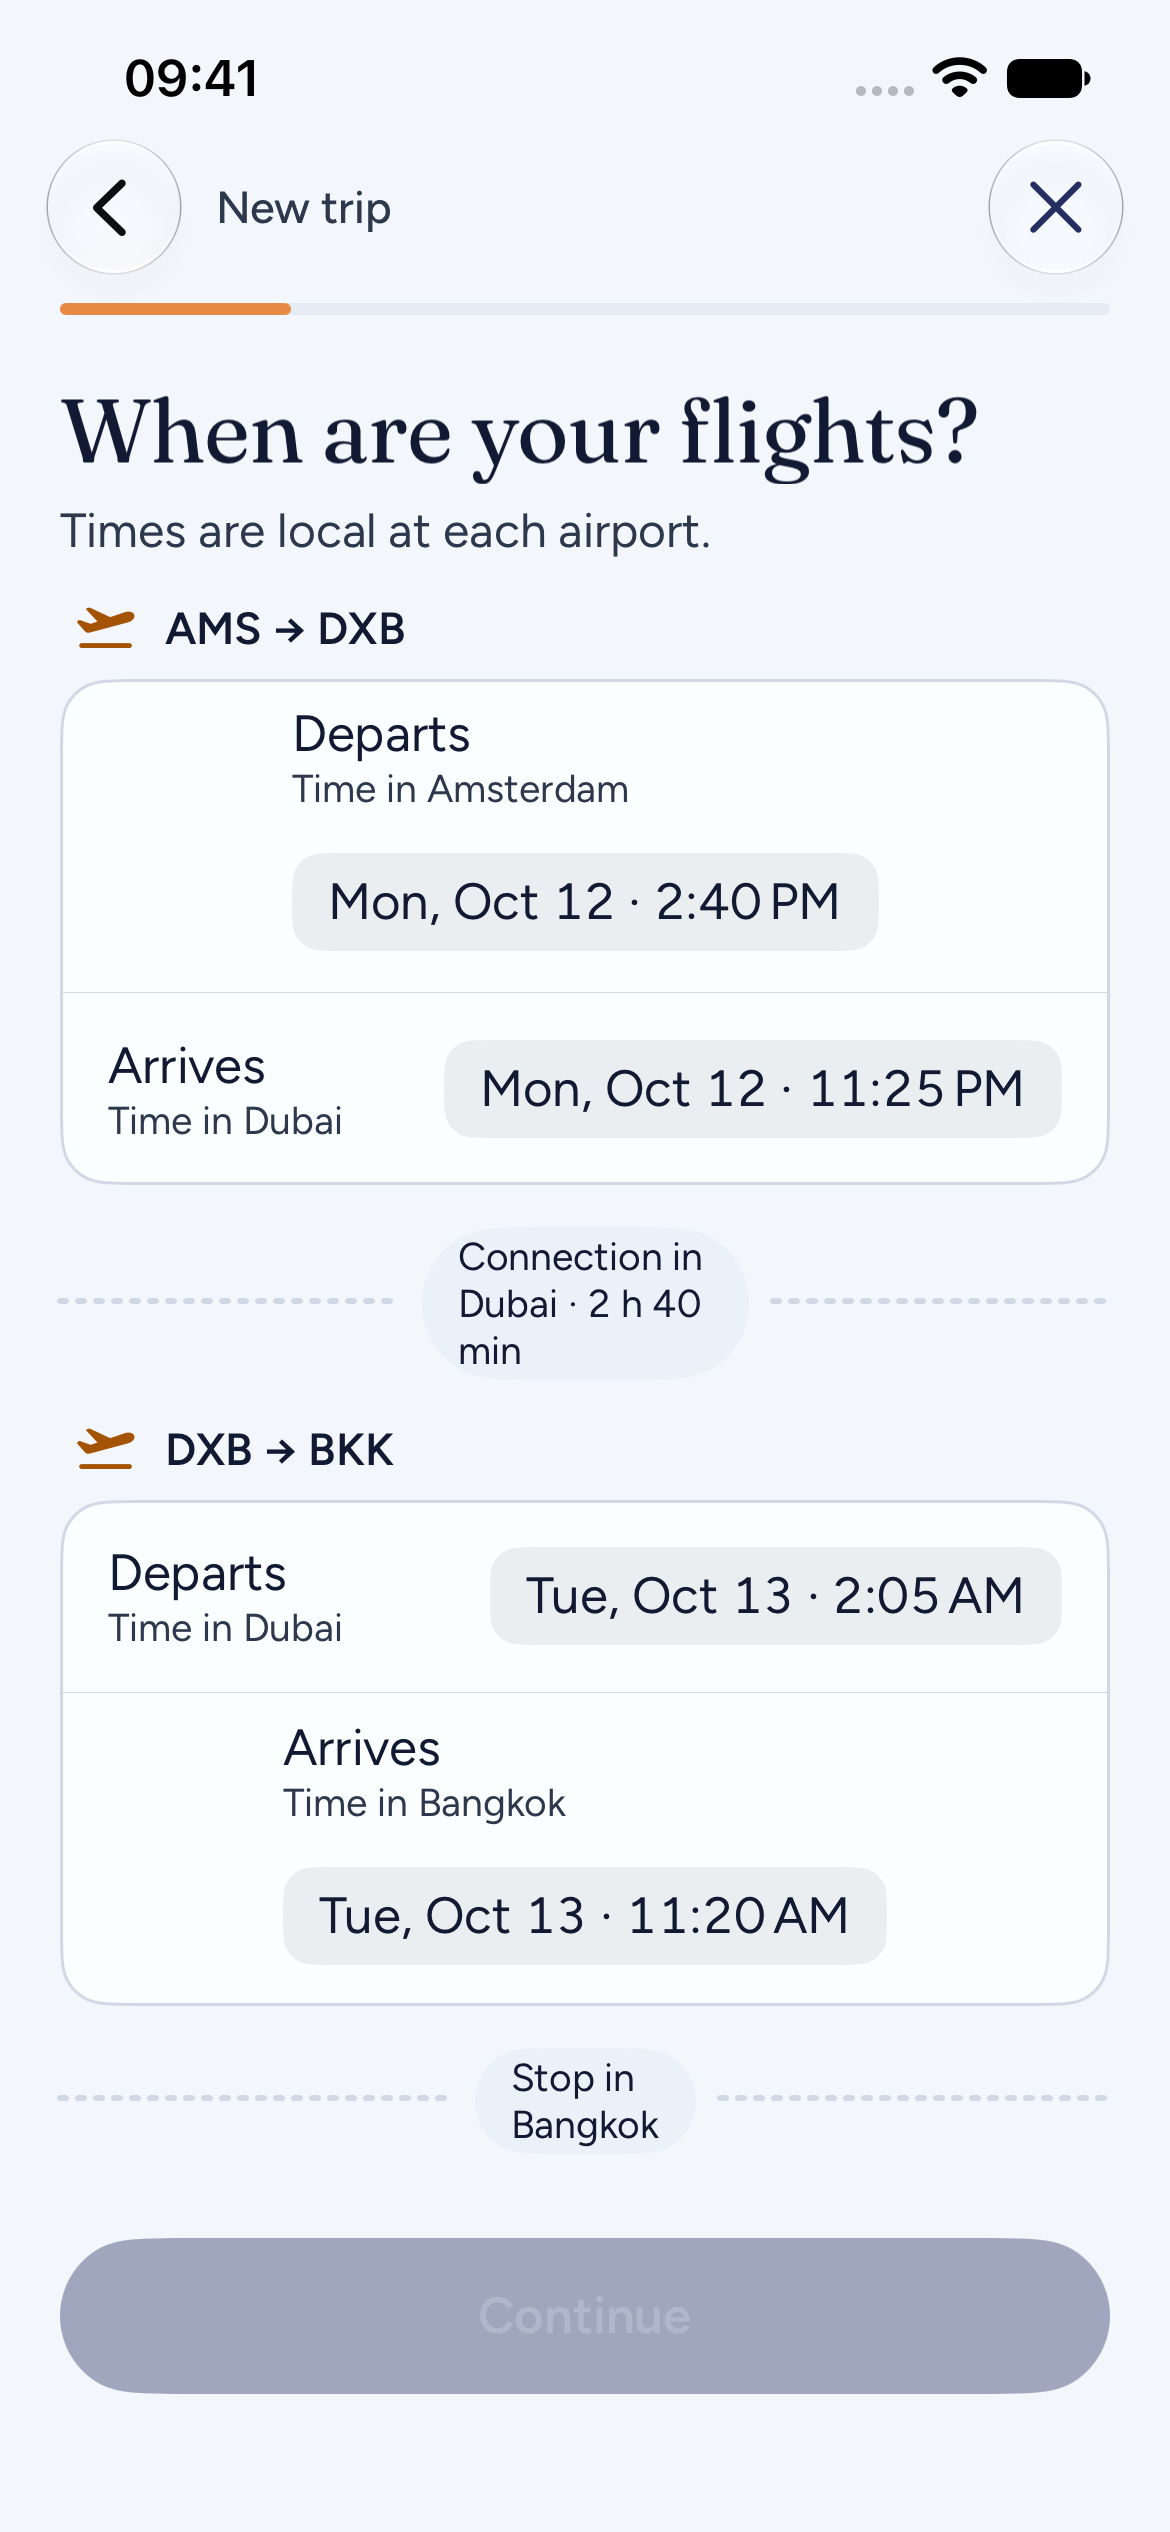 09:41
New trip
When are your flights?
Times are local at each airport.
AMS → DXB
Departs
Time in Amsterdam
Mon, Oct 12 · 2:40 PM
Arrives
Time in Dubai
Mon, Oct 12 · 11:25 PM
Connection in
Dubai · 2 h 40
min
DXB → BKK
Departs
Time in Dubai
Tue, Oct 13 · 2:05 AM
Arrives
Time in Bangkok
Tue, Oct 13 · 11:20 AM
Stop in
Bangkok
Continue